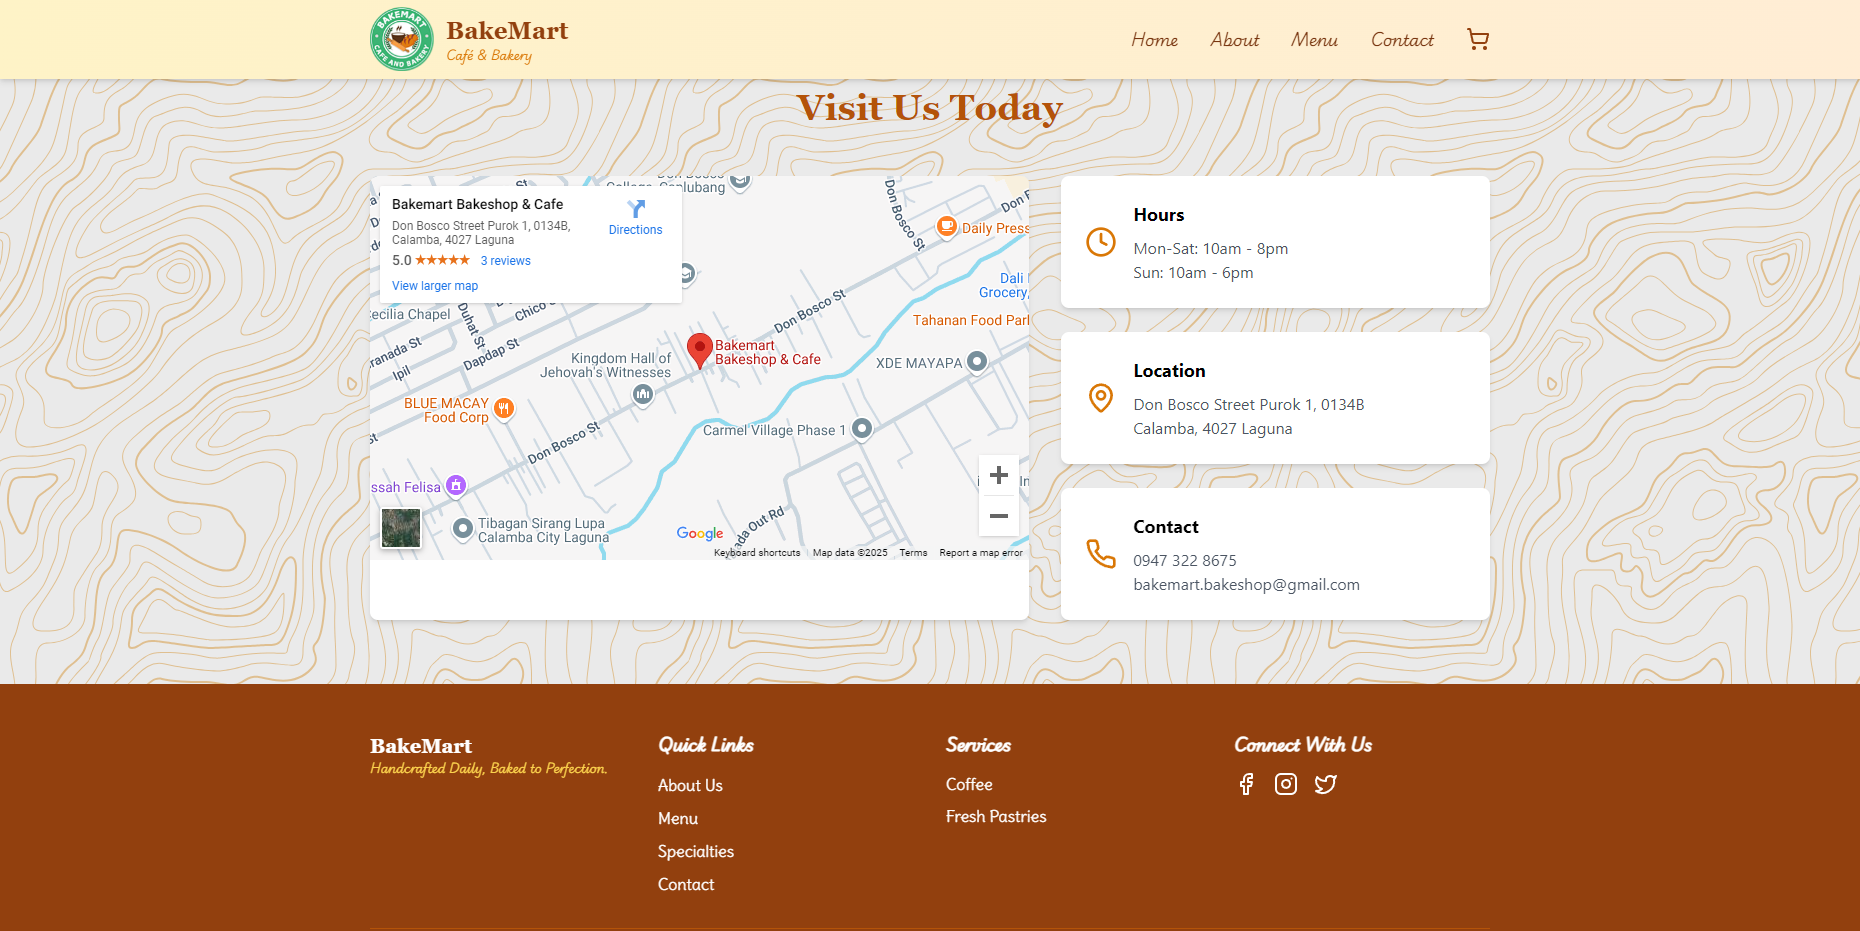 BAKEMART
CAFE AND BAKERY
BakeMart
Café & Bakery
Home
About
Menu
Contact
Visit Us Today
Bakemart Bakeshop & Cafe
Don Bosco Street Purok 1, 0134B,
Calamba, 4027 Laguna
5.0
3 reviews
View larger map
Directions
Don Bosco
Don Bosco St
Daily Press
Dali
Grocery,
Tahanan Food Park
ecilia Chapel
Duhat St
Chico
Dapdap St
ranada St
Ipil
Don Bosco St
Kingdom Hall of
Jehovah's Witnesses
Bakemart
Bakeshop & Cafe
XDE MAYAPA
BLUE MACAY
Food Corp
Carmel Village Phase 1
Don Bosco St
ssah Felisa
Tibagan Sirang Lupa
Calamba City Laguna
ada Out Rd
Google
Keyboard shortcuts
Map data ©2025
Terms
Report a map error
Hours
Mon-Sat: 10am - 8pm
Sun: 10am - 6pm
Location
Don Bosco Street Purok 1, 0134B
Calamba, 4027 Laguna
Contact
0947 322 8675
bakemart.bakeshop@gmail.com
BakeMart
Handcrafted Daily, Baked to Perfection.
Quick Links
About Us
Menu
Specialties
Contact
Services
Coffee
Fresh Pastries
Connect With Us